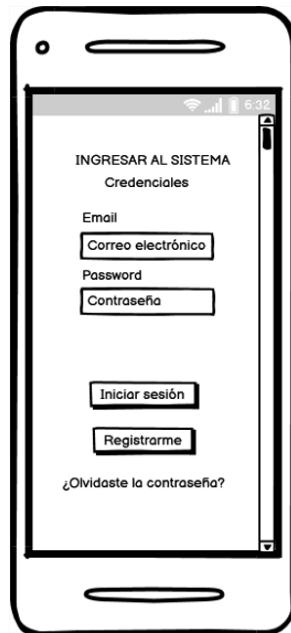 6:32
INGRESAR AL SISTEMA
Credenciales
Email
Correo electrónico
Password
Contraseña
Iniciar sesión
Registrarme
¿Olvidaste la contraseña?